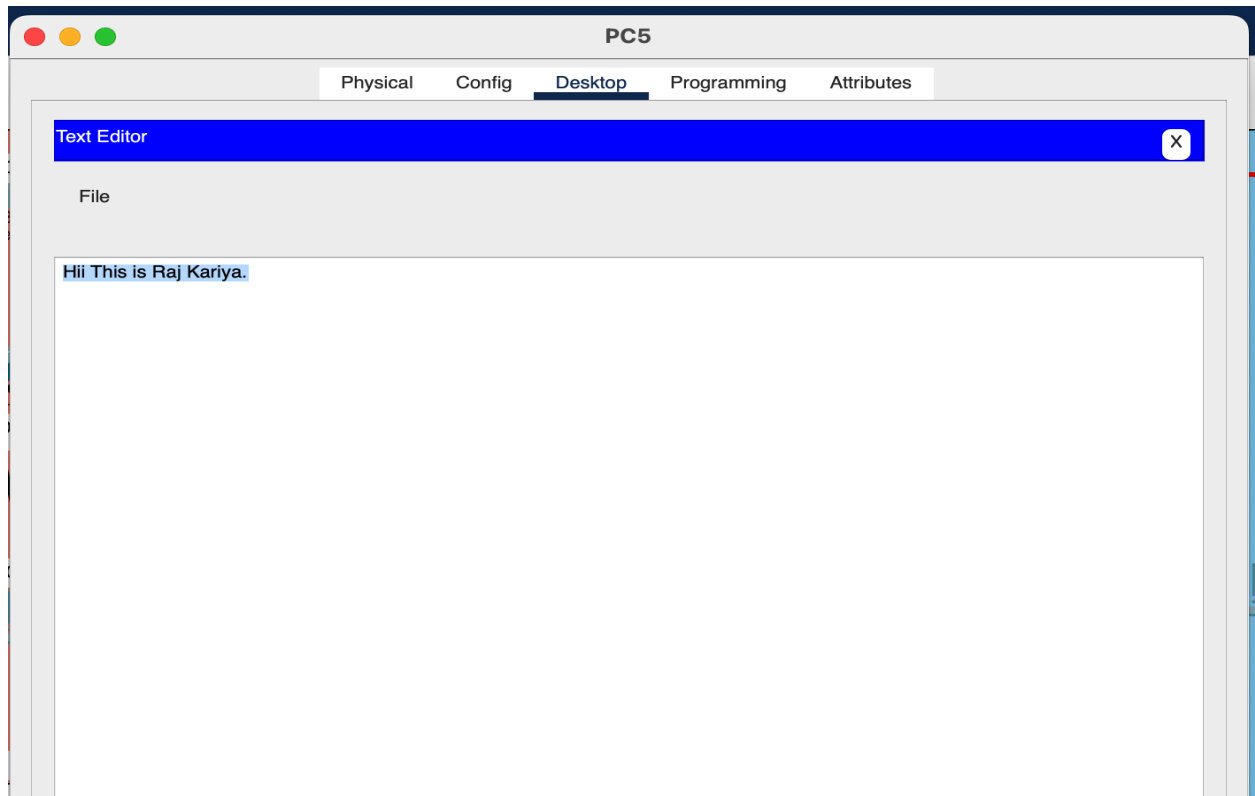 PC5
Physical Config Desktop Programming Attributes
Text Editor X
File
Hii This is Raj Kariya.